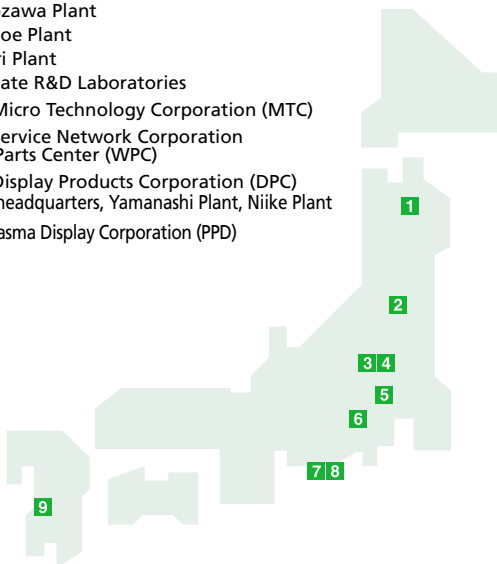 ozawa Plant
oe Plant
ri Plant
ate R&D Laboratories
Micro Technology Corporation (MTC)
ervice Network Corporation
Parts Center (WPC)
Display Products Corporation (DPC)
headquarters, Yamanashi Plant, Niike Plant
asma Display Corporation (PPD)
1
2
3 4
5
6
7 8
9